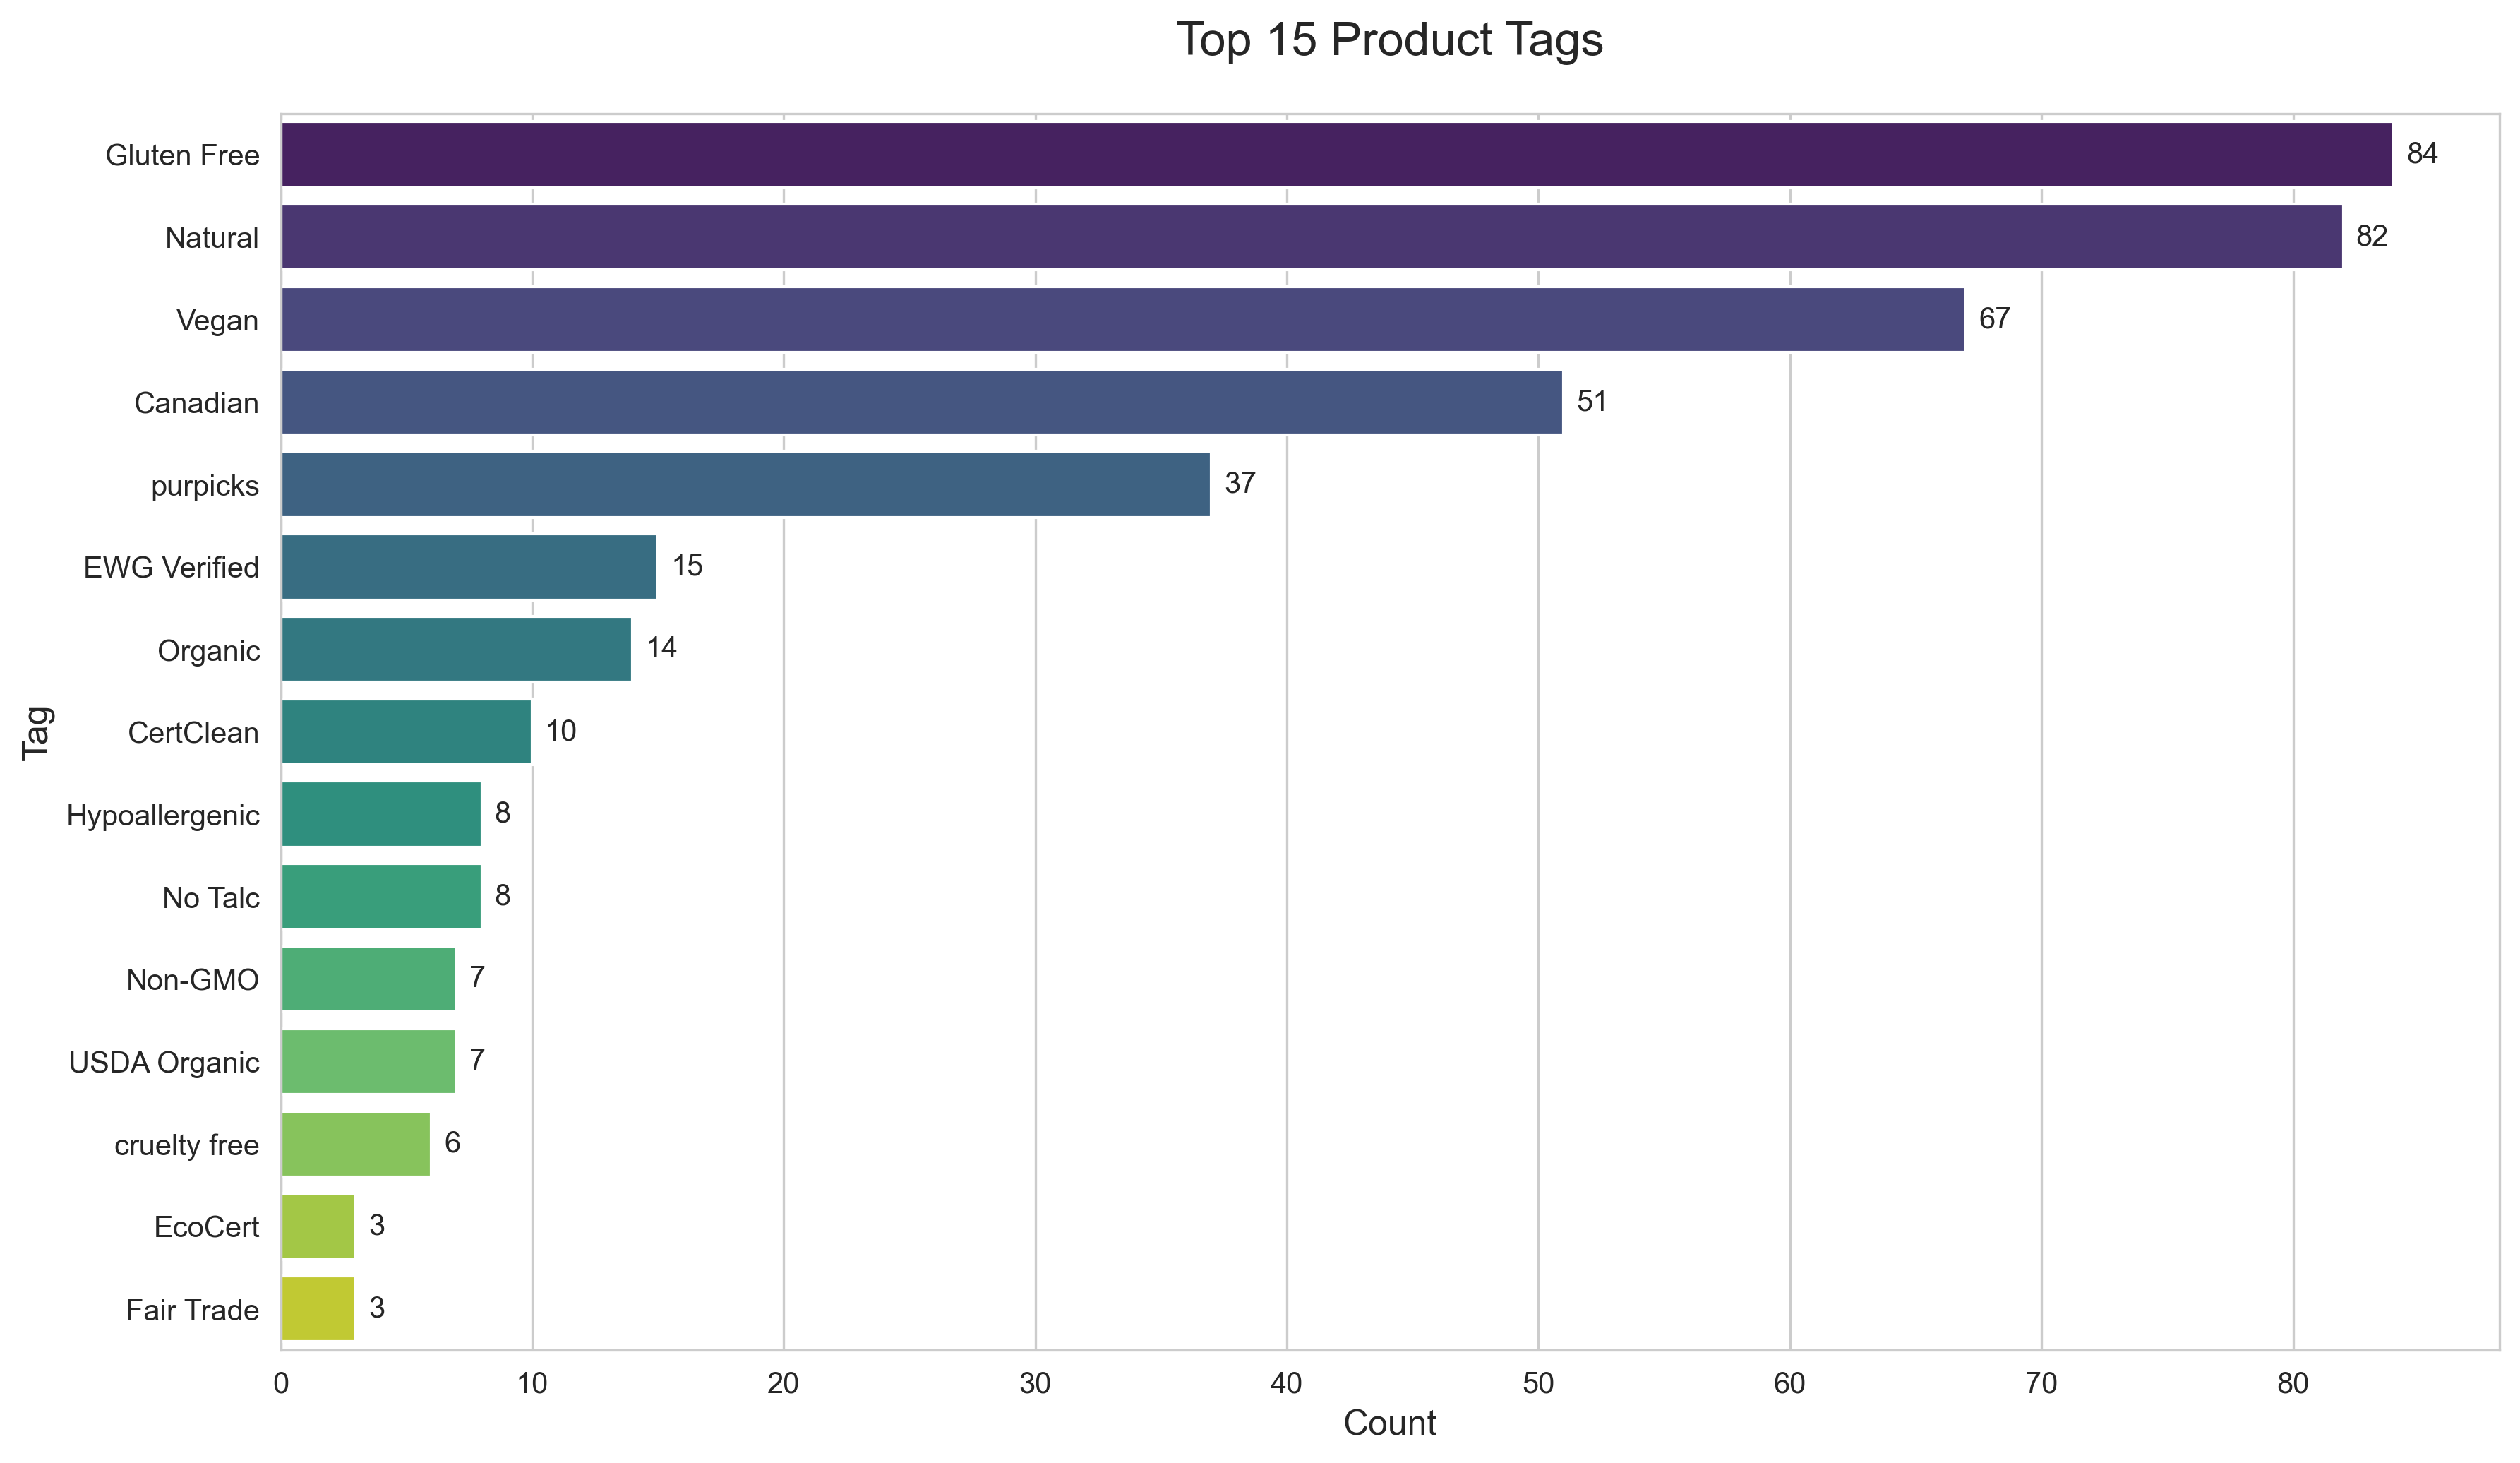 Top 15 Product Tags
Gluten Free 84
Natural 82
Vegan 67
Canadian 51
purpicks 37
EWG Verified 15
Organic 14
CertClean 10
Hypoallergenic 8
No Talc 8
Non-GMO 7
USDA Organic 7
cruelty free 6
EcoCert 3
Fair Trade 3
Tag
0 10 20 30 40 50 60 70 80
Count